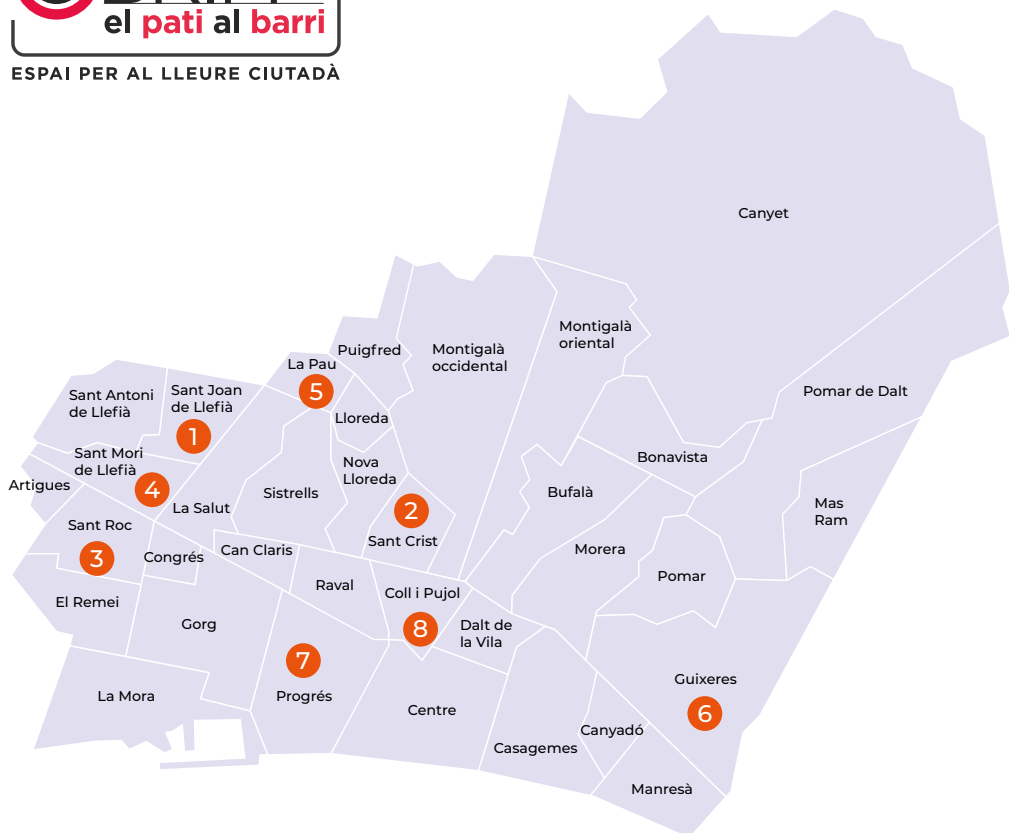 el pati al barri
ESPAI PER AL LLEURE CIUTADÀ
Canyet
Montigalà
oriental
Puigfred
Montigalà
occidental
La Pau
5
Pomar de Dalt
Sant Antoni
de Llefià
Sant Joan
de Llefià
1
Lloreda
Sant Mori
de Llefià
4
Artigues
Nova
Lloreda
Bonavista
Sistrells
Bufalà
La Salut
2
Sant Crist
Mas
Ram
Sant Roc
3
Congrés
Can Claris
Morera
Pomar
Raval
Coll i Pujol
8
El Remei
Gorg
Dalt de
la Vila
7
Progrés
La Mora
Centre
Guixeres
6
Canyadó
Casagemes
Manresà